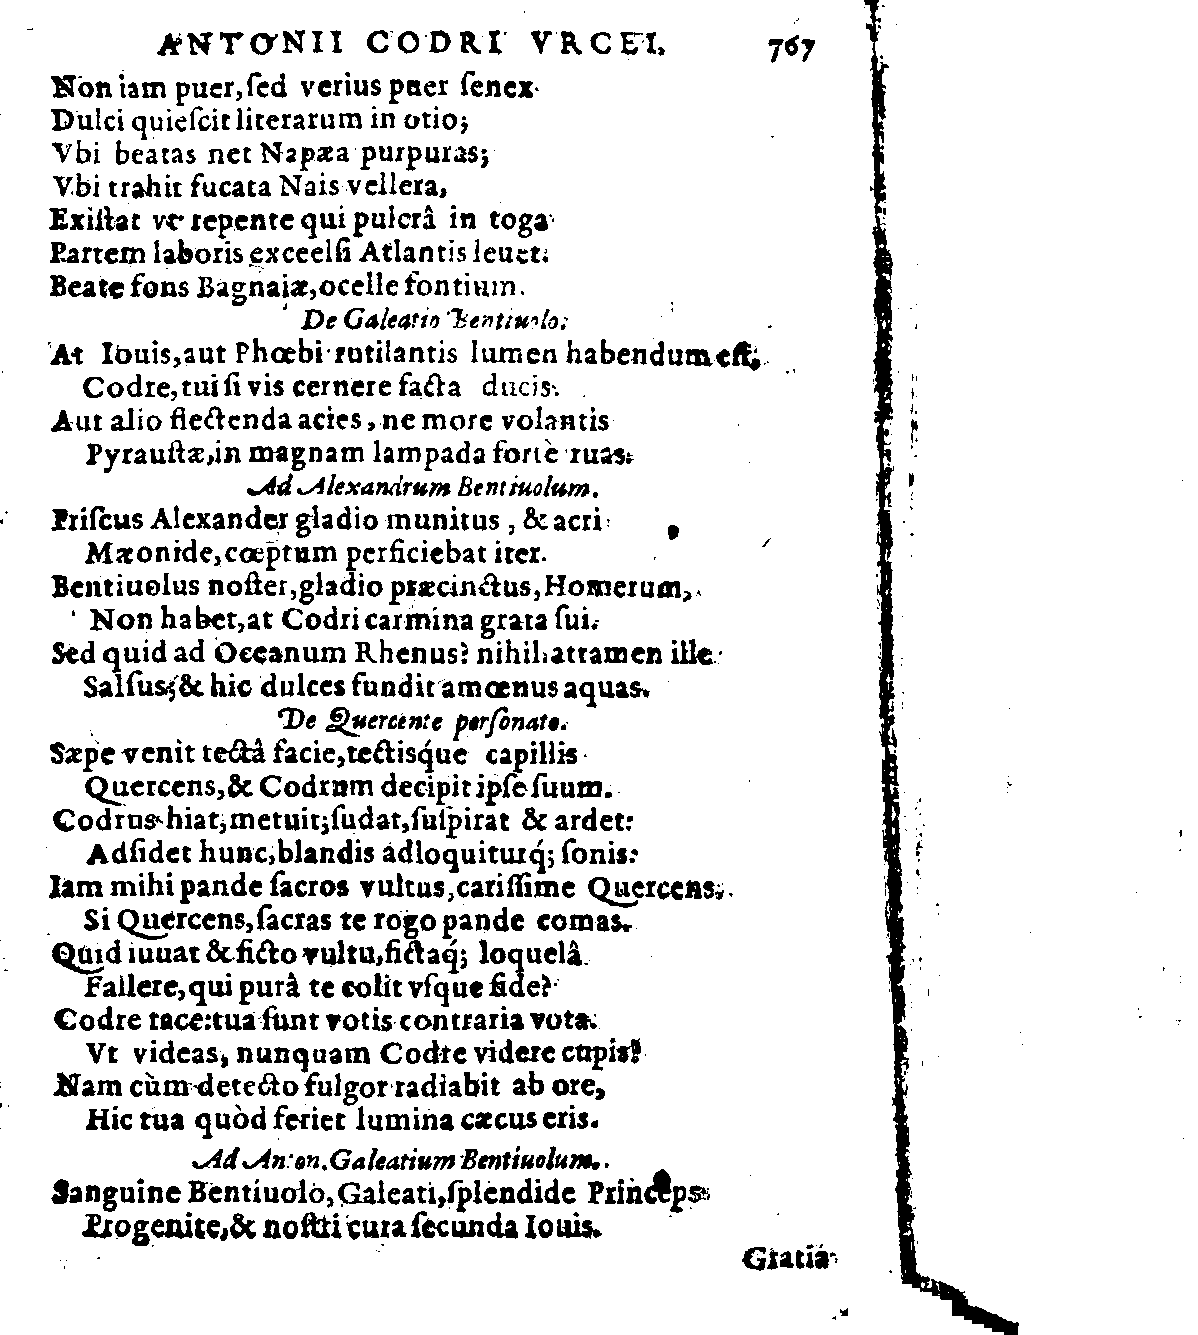 ANTONII CODRI VRCEI. 767
Non iam puer, ſed verius puer ſenex
Dulci quieſcit literarum in otio;
Vbi beatas net Napæa purpuras;
Vbi trahit fucata Nais vellera,
Exiſtat vt repente qui pulcrâ in toga
Partem laboris exceelſi Atlantis leuet.
Beate fons Bagnaiæ, ocelle fontium.
De Galeatio Bentiuolo.
At Iouis, aut Phœbi rutilantis lumen habendum eſt,
Codre, tui ſi vis cernere facta ducis.
Aut alio flectenda acies, ne more volantis
Pyrauſtæ, in magnam lampada fortè ruas.
Ad Alexandrum Bentiuolum.
Priſcus Alexander gladio munitus, & acri
Mæonide, cœptum perficiebat iter.
Bentiuolus noſter, gladio præcinctus, Homerum,
Non habet, at Codri carmina grata ſui.
Sed quid ad Oceanum Rhenus? nihil. attamen ille
Salſus; & hic dulces fundit amœnus aquas.
De Quercente perſonato.
Sæpè venit tectâ facie, tectisq́ue capillis
Quercens, & Codrum decipit ipſe ſuum.
Codrus hiat, metuit; ſudat, ſuſpirat & ardet:
Adſidet hunc, blandis adloquiturq́; ſonis:
Iam mihi pande ſacros vultus, cariſſime Quercens,
Si Quercens, ſacras te rogo pande comas.
Quid iuuat & ficto vultu, fictaq́; loquelâ
Fallere, qui purâ te colit vſque fide?
Codre tace: tua ſunt votis contraria vota.
Vt videas, nunquam Codre videre cupis?
Nam cùm detecto fulgor radiabit ab ore,
Hic tua quòd feriet lumina cæcus eris.
Ad Anton. Galeatium Bentiuolum.
Sanguine Bentiuolo, Galeati, ſplendide Princeps
Progenite, & noſtri cura ſecunda Iouis.
Gratia